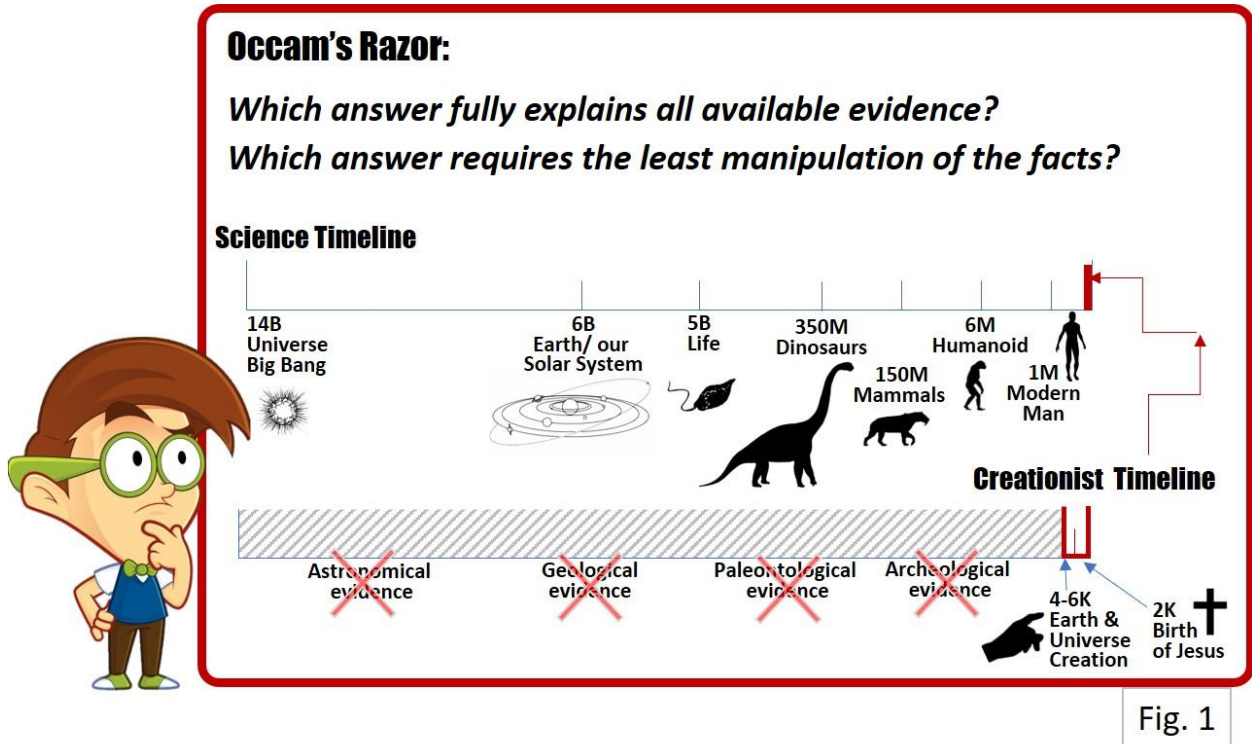 Occam's Razor:
Which answer fully explains all available evidence?
Which answer requires the least manipulation of the facts?
Science Timeline
14B
Universe
Big Bang
6B
Earth/ our
Solar System
5B
Life
350M
Dinosaurs
150M
Mammals
6M
Humanoid
1M
Modern
Man
Creationist Timeline
Astronomical
evidence
Geological
evidence
Paleontological
evidence
Archeological
evidence
4-6K
Earth &
Universe
Creation
2K
Birth
of Jesus
Fig. 1